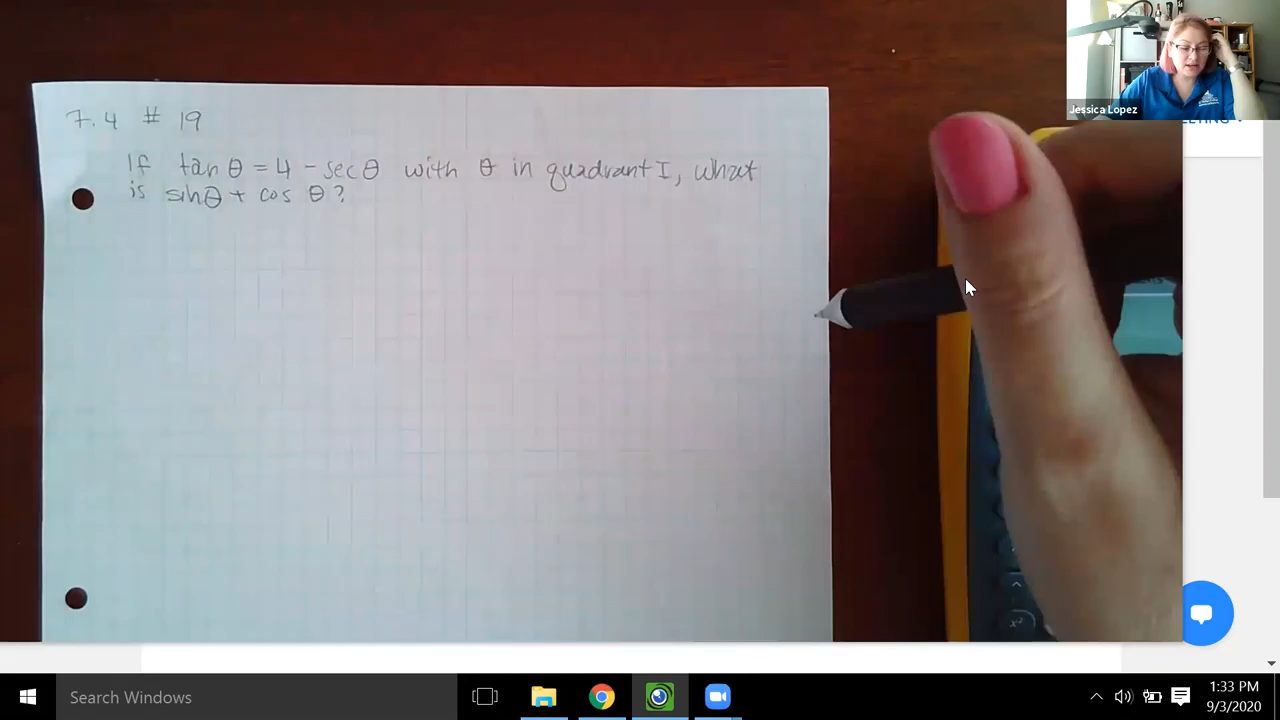 Jessica Lopez
7.4 # 19
If tan θ = 4 - sec θ with θ in quadrant I, what
is sin θ + cos θ?
x²
Search Windows
1:33 PM
9/3/2020